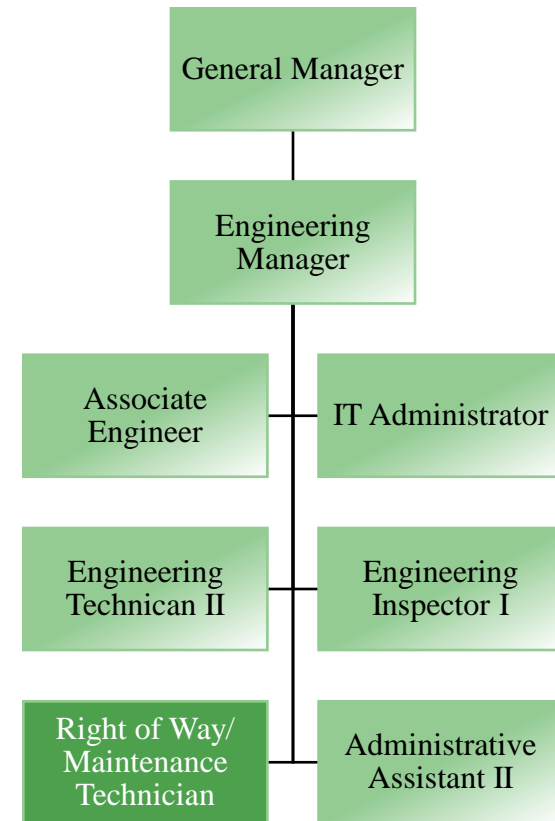 General Manager
Engineering
Manager
Associate
Engineer
IT Administrator
Engineering
Technican II
Engineering
Inspector I
Right of Way/
Maintenance
Technician
Administrative
Assistant II